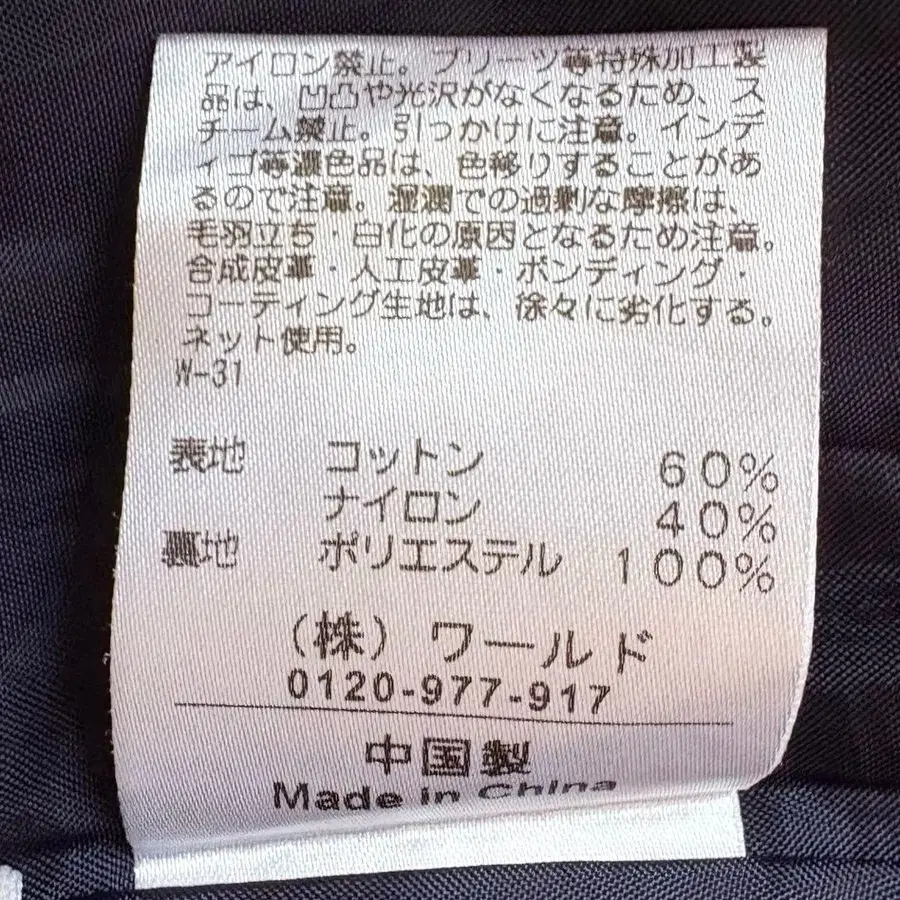 アイロン禁止。プリーツ等特殊加工製
品は、凹凸や光沢がなくなるため、ス
チーム禁止。引っかけに注意。インデ
ィゴ等濃色品は、色移りすることがあ
るので注意。湿潤での過剰な摩擦は、
毛羽立ち・白化の原因となるため注意。
合成皮革・人工皮革・ボンディング・
コーティング生地は、徐々に劣化する。
ネット使用。
W-31
表地 コットン 60%
ナイロン 40%
裏地 ポリエステル 100%
(株) ワールド
0120-977-917
中国製
Made in China